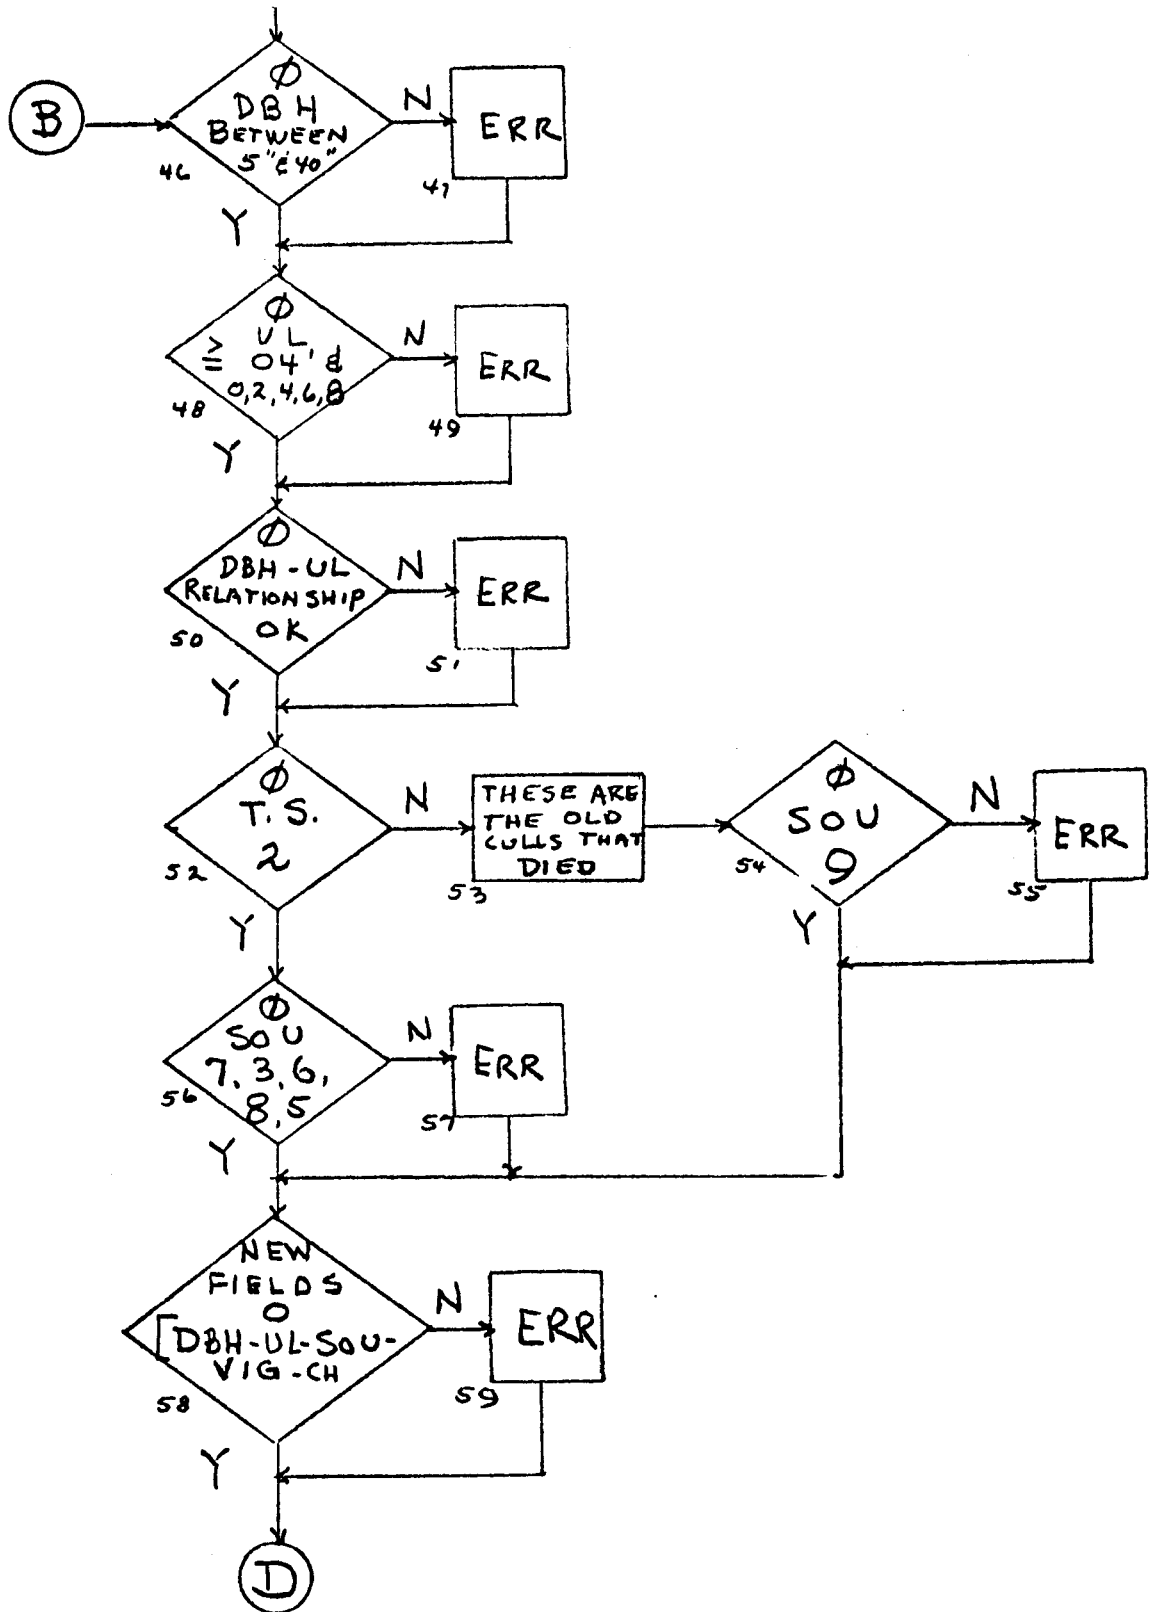 B
Ø
DBH
BETWEEN
5" & 40"
46
N
ERR
47
Y
Ø
UL
≥ 04' &
0,2,4,6,8
48
N
ERR
49
Y
Ø
DBH-UL
RELATIONSHIP
OK
50
N
ERR
51
Y
Ø
T.S.
2
52
N
THESE ARE
THE OLD
CULLS THAT
DIED
53
Ø
SOU
9
54
N
ERR
55
Y
Y
Ø
SOU
7,3,6,
8,5
56
N
ERR
57
Y
NEW
FIELDS
O
[DBH-UL-SOU-
VIG-CH
58
N
ERR
59
Y
D